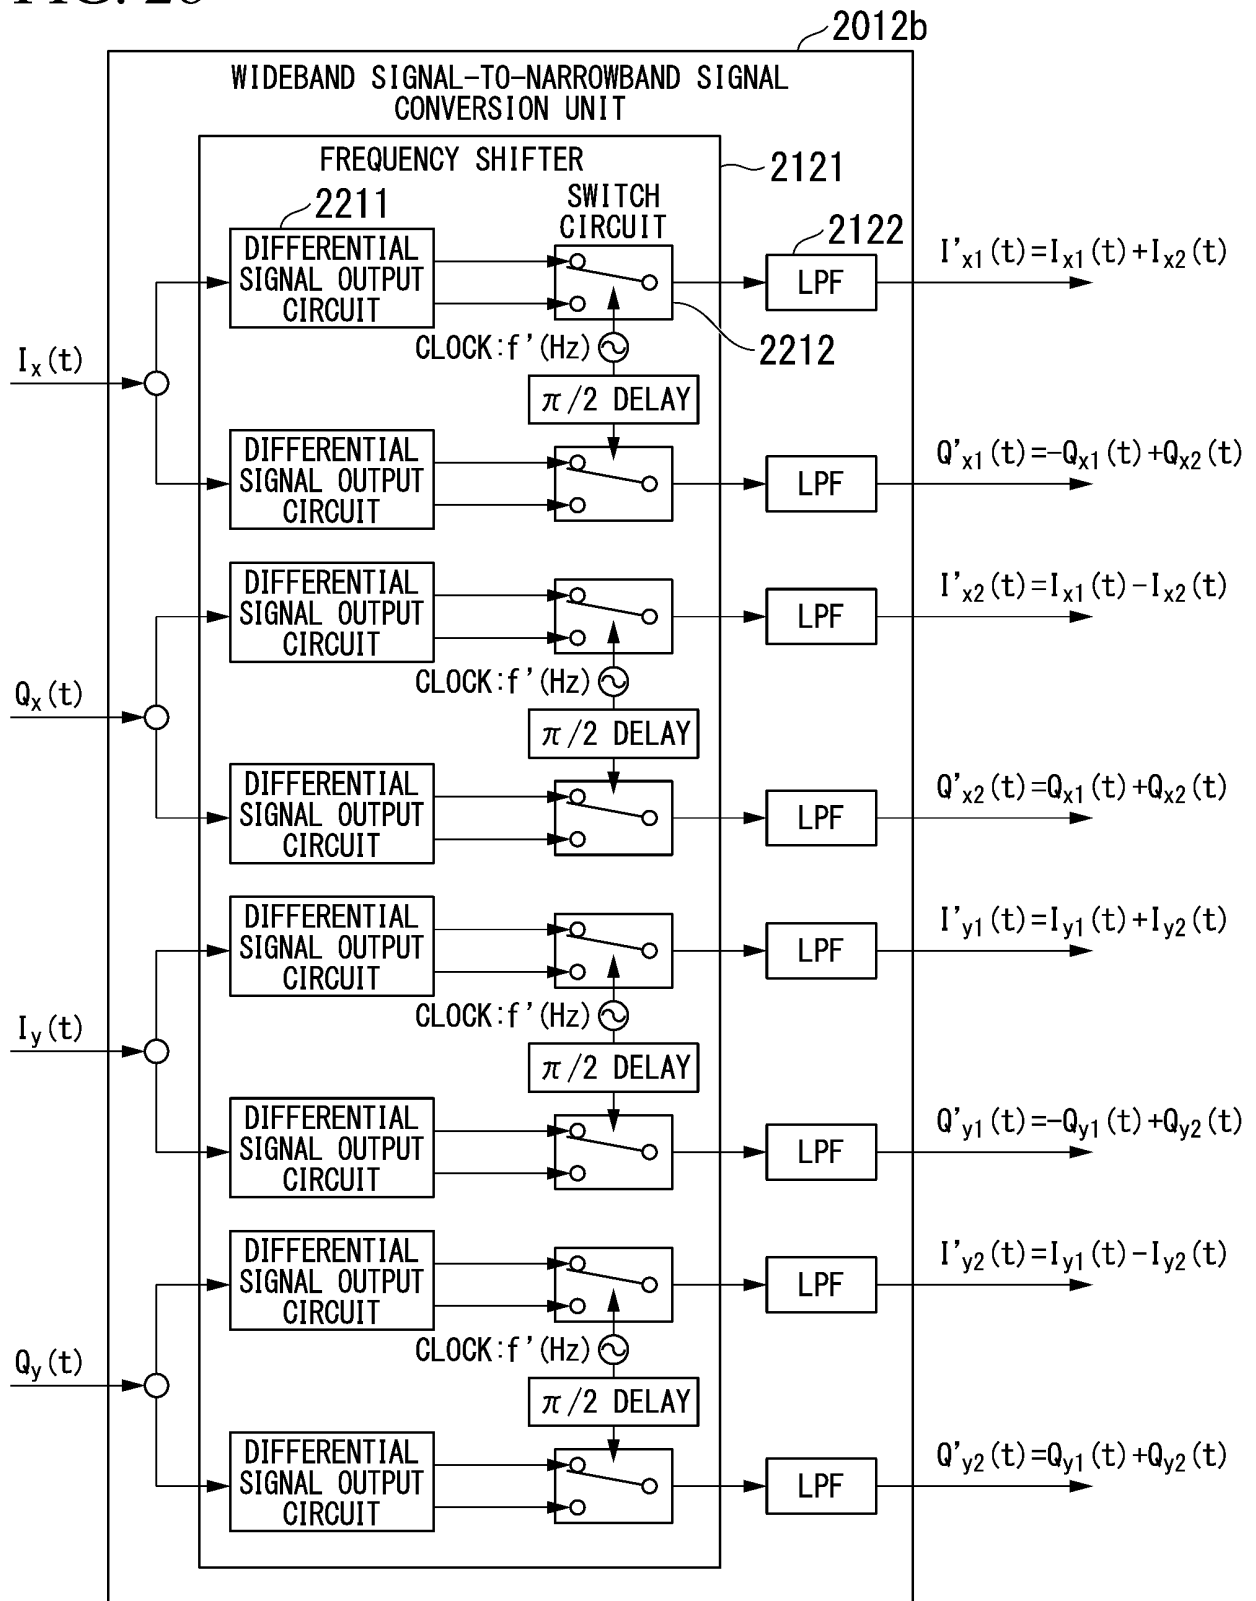 2012b
WIDEBAND SIGNAL-TO-NARROWBAND SIGNAL
CONVERSION UNIT
FREQUENCY SHIFTER
2121
2211
SWITCH
CIRCUIT
2122
DIFFERENTIAL
SIGNAL OUTPUT
CIRCUIT
LPF
I'x1(t)=Ix1(t)+Ix2(t)
2212
CLOCK:f'(Hz)
Ix(t)
π/2 DELAY
DIFFERENTIAL
SIGNAL OUTPUT
CIRCUIT
LPF
Q'x1(t)=-Qx1(t)+Qx2(t)
DIFFERENTIAL
SIGNAL OUTPUT
CIRCUIT
LPF
I'x2(t)=Ix1(t)-Ix2(t)
CLOCK:f'(Hz)
Qx(t)
π/2 DELAY
DIFFERENTIAL
SIGNAL OUTPUT
CIRCUIT
LPF
Q'x2(t)=Qx1(t)+Qx2(t)
DIFFERENTIAL
SIGNAL OUTPUT
CIRCUIT
LPF
I'y1(t)=Iy1(t)+Iy2(t)
CLOCK:f'(Hz)
Iy(t)
π/2 DELAY
DIFFERENTIAL
SIGNAL OUTPUT
CIRCUIT
LPF
Q'y1(t)=-Qy1(t)+Qy2(t)
DIFFERENTIAL
SIGNAL OUTPUT
CIRCUIT
LPF
I'y2(t)=Iy1(t)-Iy2(t)
CLOCK:f'(Hz)
Qy(t)
π/2 DELAY
DIFFERENTIAL
SIGNAL OUTPUT
CIRCUIT
LPF
Q'y2(t)=Qy1(t)+Qy2(t)